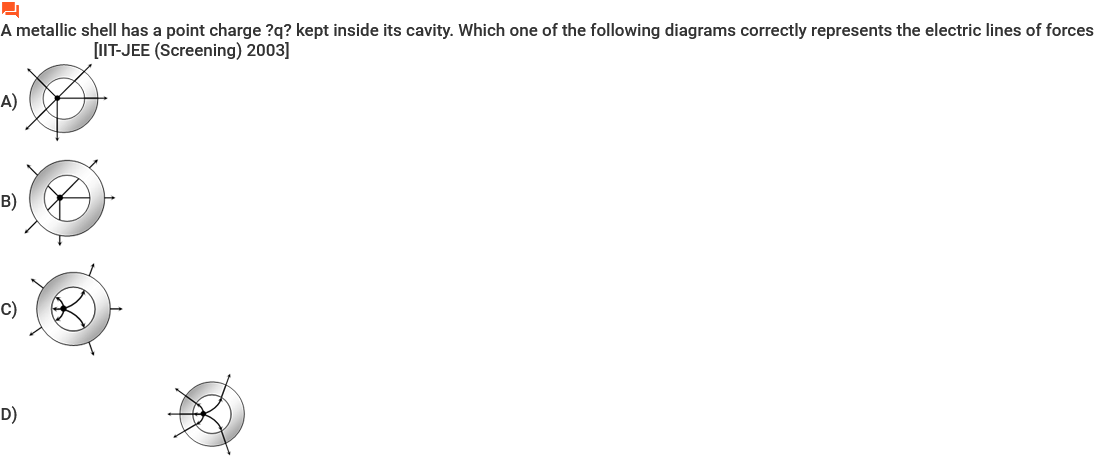 A metallic shell has a point charge ?q? kept inside its cavity. Which one of the following diagrams correctly represents the electric lines of forces
[IIT-JEE (Screening) 2003]
A)
B)
C)
D)